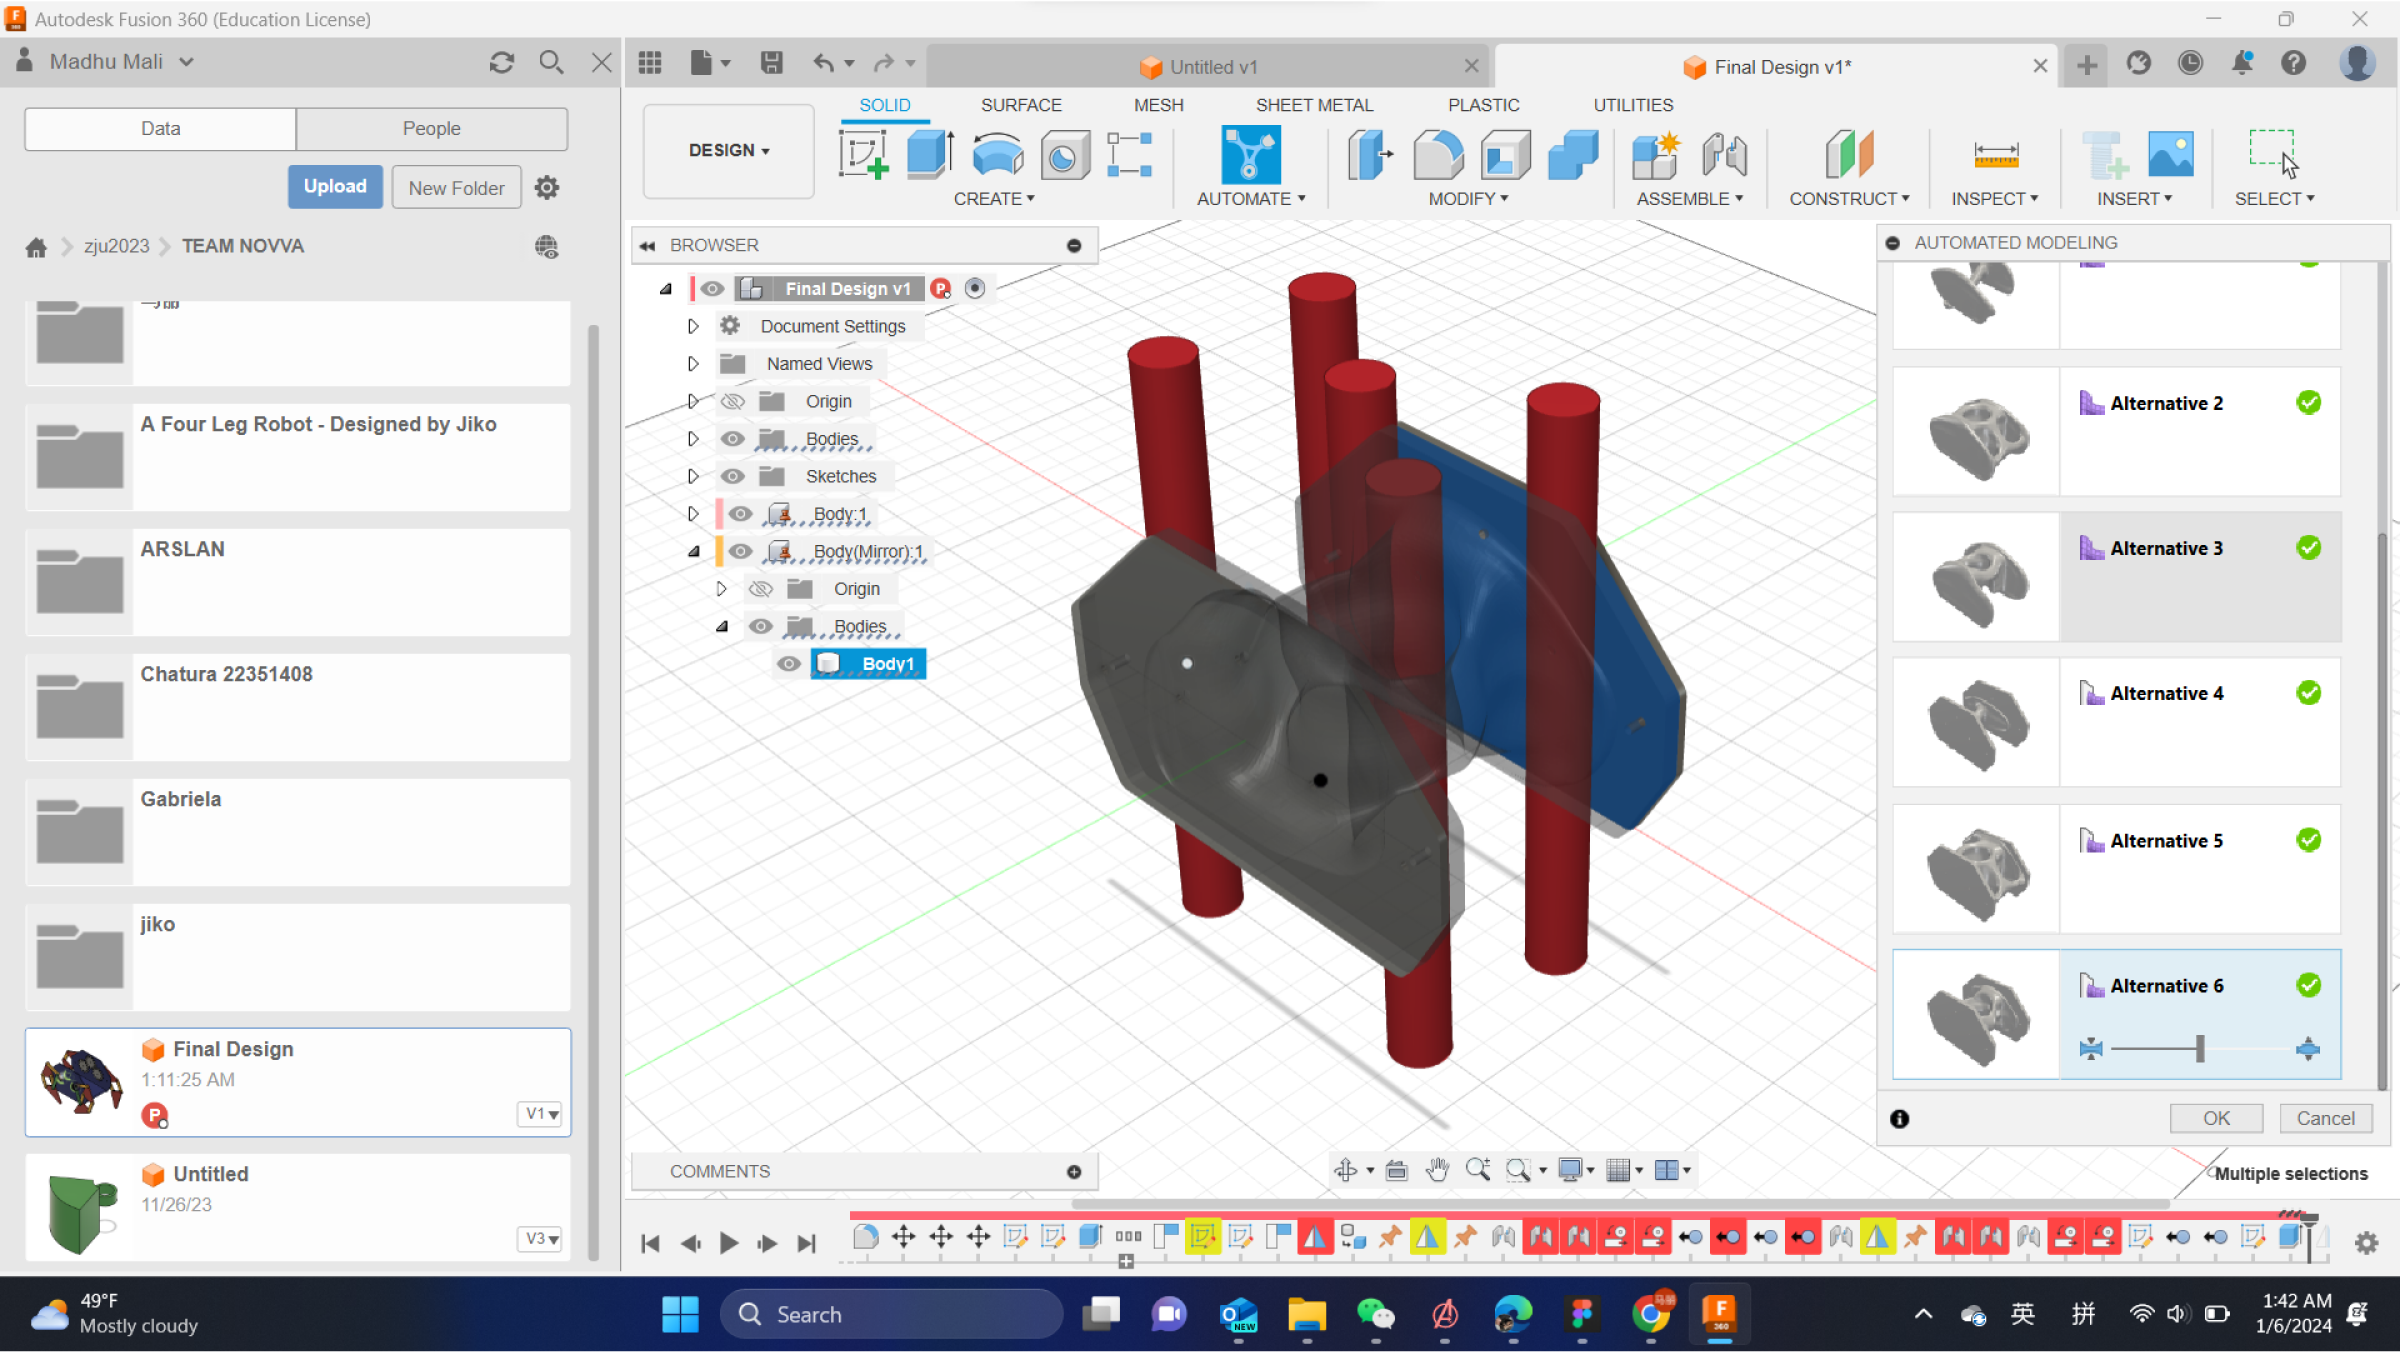 Autodesk Fusion 360 (Education License)
Madhu Mali
Untitled v1
Final Design v1*
Data
People
Upload
New Folder
zju2023
TEAM NOVVA
A Four Leg Robot - Designed by Jiko
ARSLAN
Chatura 22351408
Gabriela
jiko
Final Design
1:11:25 AM
P
V1
Untitled
11/26/23
V3
DESIGN
SOLID
SURFACE
MESH
SHEET METAL
PLASTIC
UTILITIES
CREATE
AUTOMATE
MODIFY
ASSEMBLE
CONSTRUCT
INSPECT
INSERT
SELECT
BROWSER
Final Design v1
P
Document Settings
Named Views
Origin
Bodies
Sketches
Body:1
Body(Mirror):1
Origin
Bodies
Body1
AUTOMATED MODELING
Alternative 2
Alternative 3
Alternative 4
Alternative 5
Alternative 6
OK
Cancel
COMMENTS
Multiple selections
49°F
Mostly cloudy
Search
NEW
F
360
英
拼
1:42 AM
1/6/2024